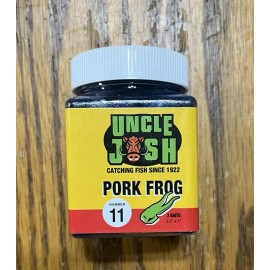 UNCLE
JOSH
CATCHING FISH SINCE 1922
PORK FROG
NUMBER
11